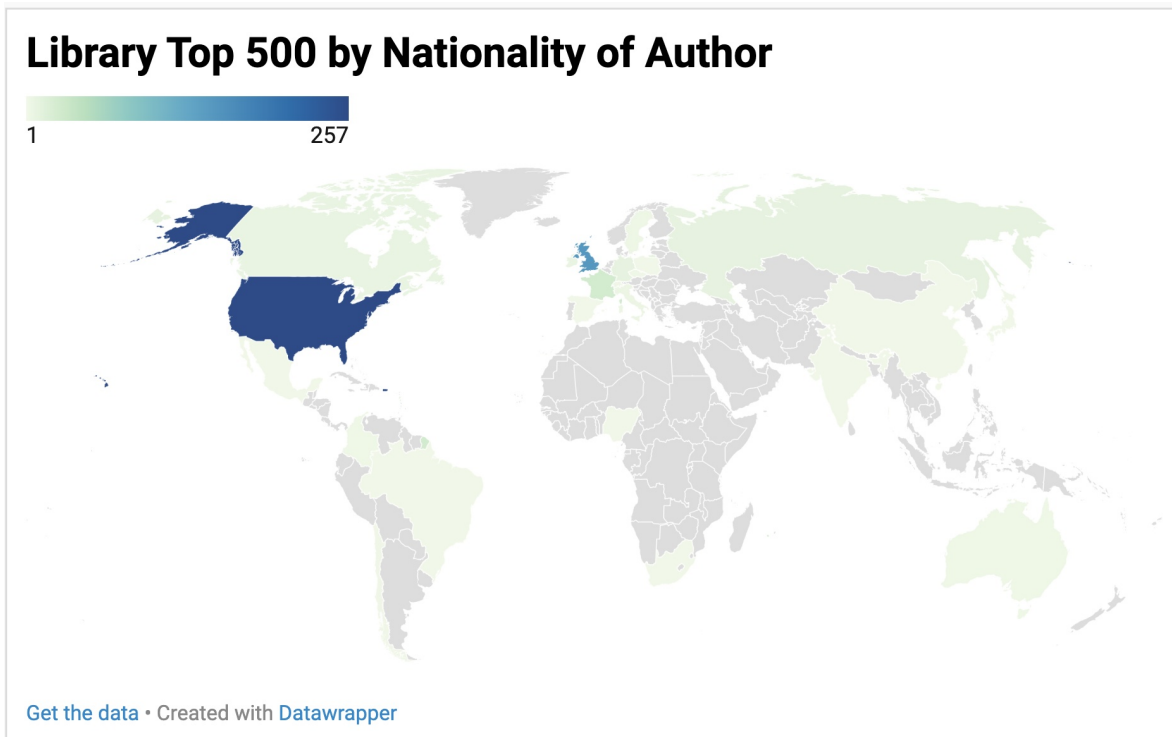 Library Top 500 by Nationality of Author
1 257
Get the data • Created with Datawrapper